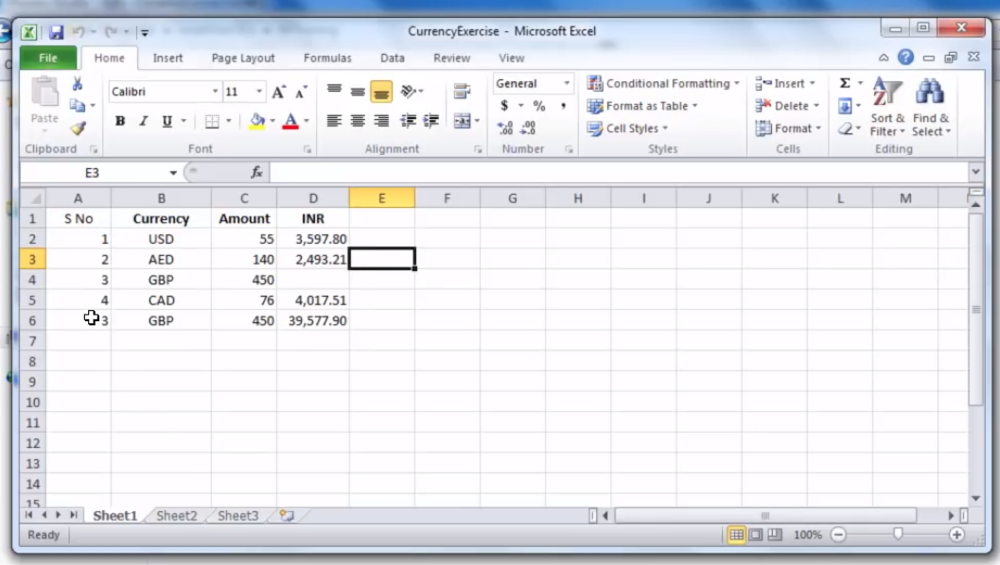 CurrencyExercise - Microsoft Excel
File Home Insert Page Layout Formulas Data Review View
Calibri 11 A A General Conditional Formatting Insert Σ
Paste B I U A $ % , Format as Table Delete Sort & Find &
.00 .00 Cell Styles Format Filter Select
Clipboard Font Alignment Number Styles Cells Editing
E3 fx
A B C D E F G H I J K L M
1 S No Currency Amount INR
2 1 USD 55 3,597.80
3 2 AED 140 2,493.21
4 3 GBP 450
5 4 CAD 76 4,017.51
6 3 GBP 450 39,577.90
7
8
9
10
11
12
13
14
15
Sheet1 Sheet2 Sheet3
Ready 100%